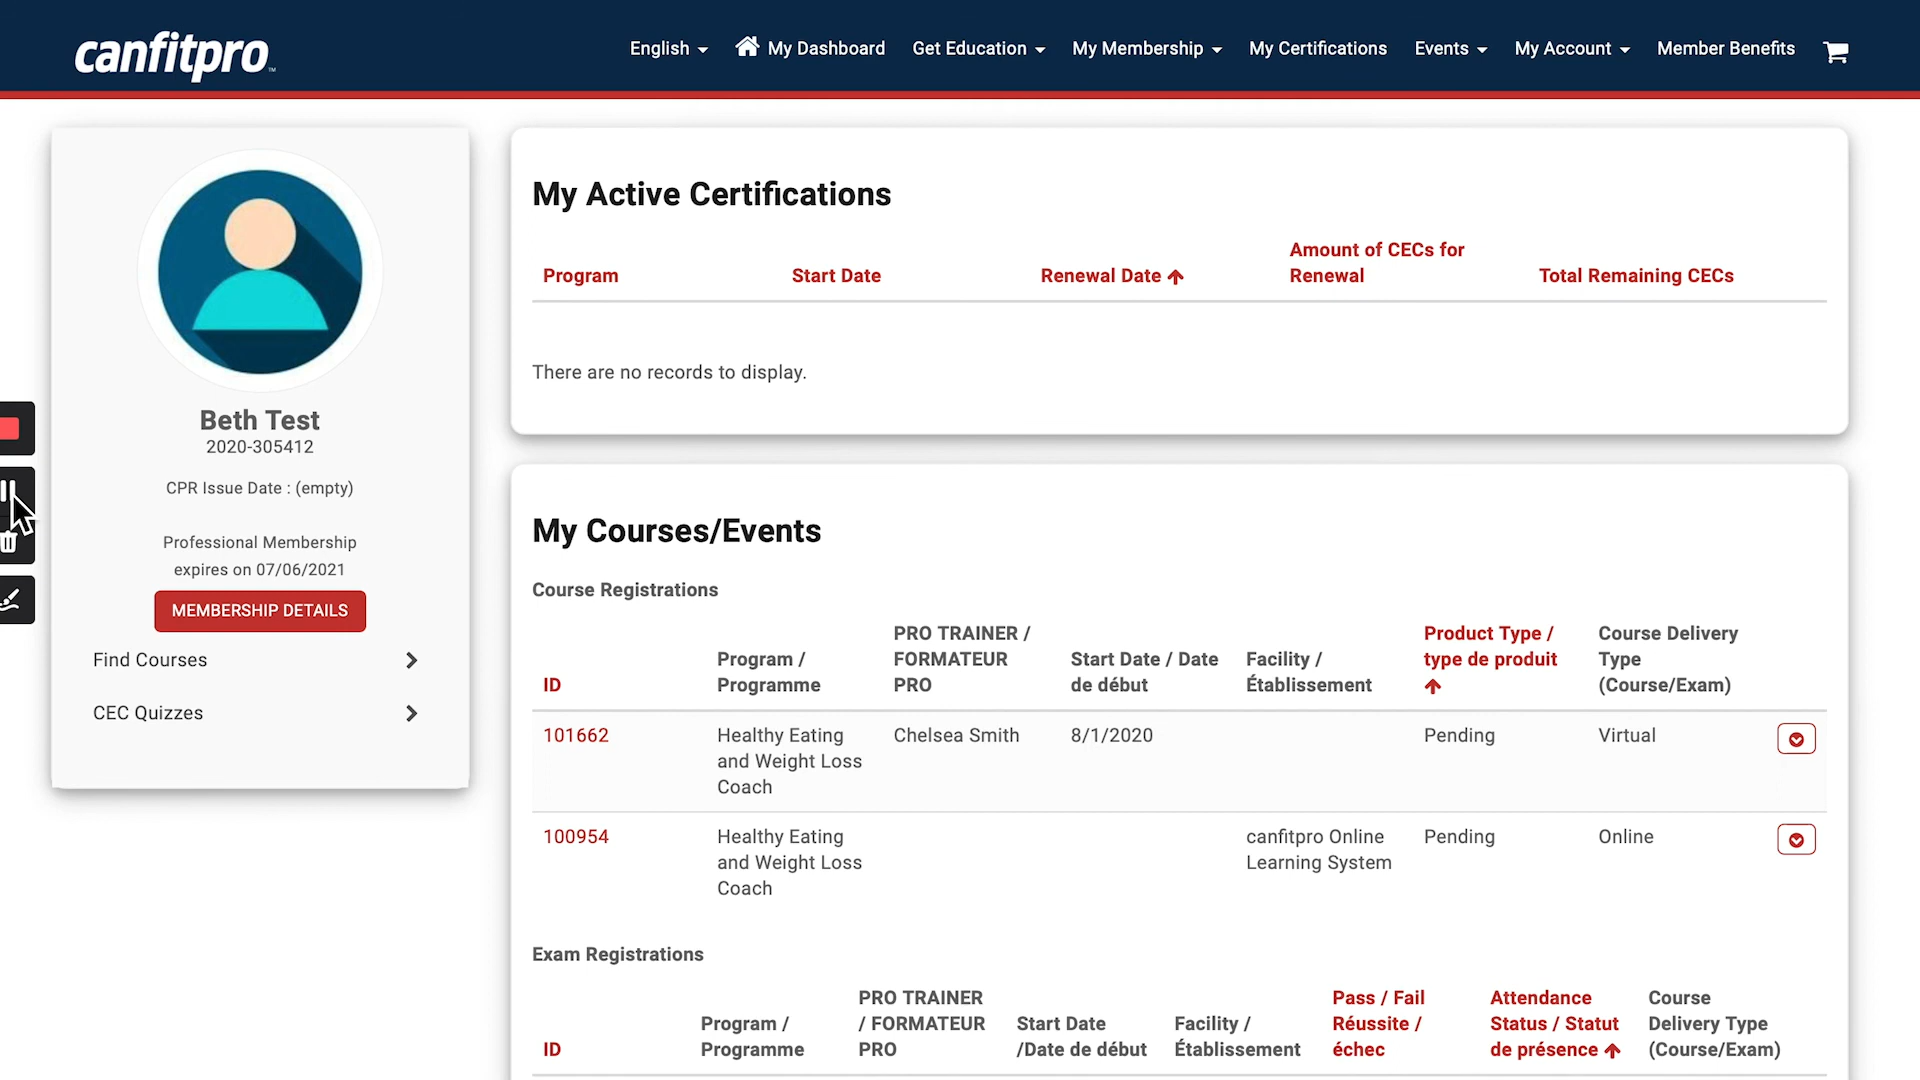 canfitpro™
English
My Dashboard
Get Education
My Membership
My Certifications
Events
My Account
Member Benefits
Beth Test
2020-305412
CPR Issue Date : (empty)
Professional Membership
expires on 07/06/2021
MEMBERSHIP DETAILS
Find Courses
CEC Quizzes
My Active Certifications
Program
Start Date
Renewal Date
Amount of CECs for
Renewal
Total Remaining CECs
There are no records to display.
My Courses/Events
Course Registrations
ID
Program /
Programme
PRO TRAINER /
FORMATEUR
PRO
Start Date / Date
de début
Facility /
Établissement
Product Type /
type de produit
Course Delivery
Type
(Course/Exam)
101662
Healthy Eating
and Weight Loss
Coach
Chelsea Smith
8/1/2020
Pending
Virtual
100954
Healthy Eating
and Weight Loss
Coach
canfitpro Online
Learning System
Pending
Online
Exam Registrations
ID
Program /
Programme
PRO TRAINER
/ FORMATEUR
PRO
Start Date
/Date de début
Facility /
Établissement
Pass / Fail
Réussite /
échec
Attendance
Status / Statut
de présence
Course
Delivery Type
(Course/Exam)